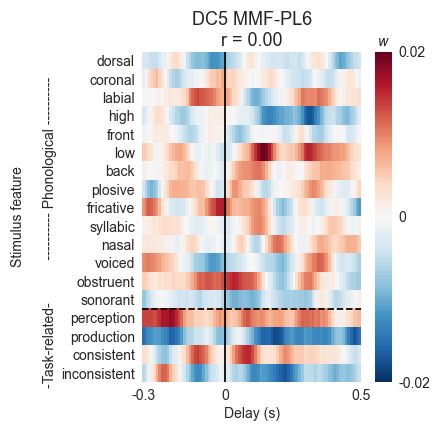 DC5 MMF-PL6
r = 0.00
w
dorsal
coronal
labial
high
front
low
back
plosive
fricative
syllabic
nasal
voiced
obstruent
sonorant
perception
production
consistent
inconsistent
Stimulus feature
---------- Phonological ----------
-Task-related-
0.02
0
-0.02
-0.3
0
0.5
Delay (s)